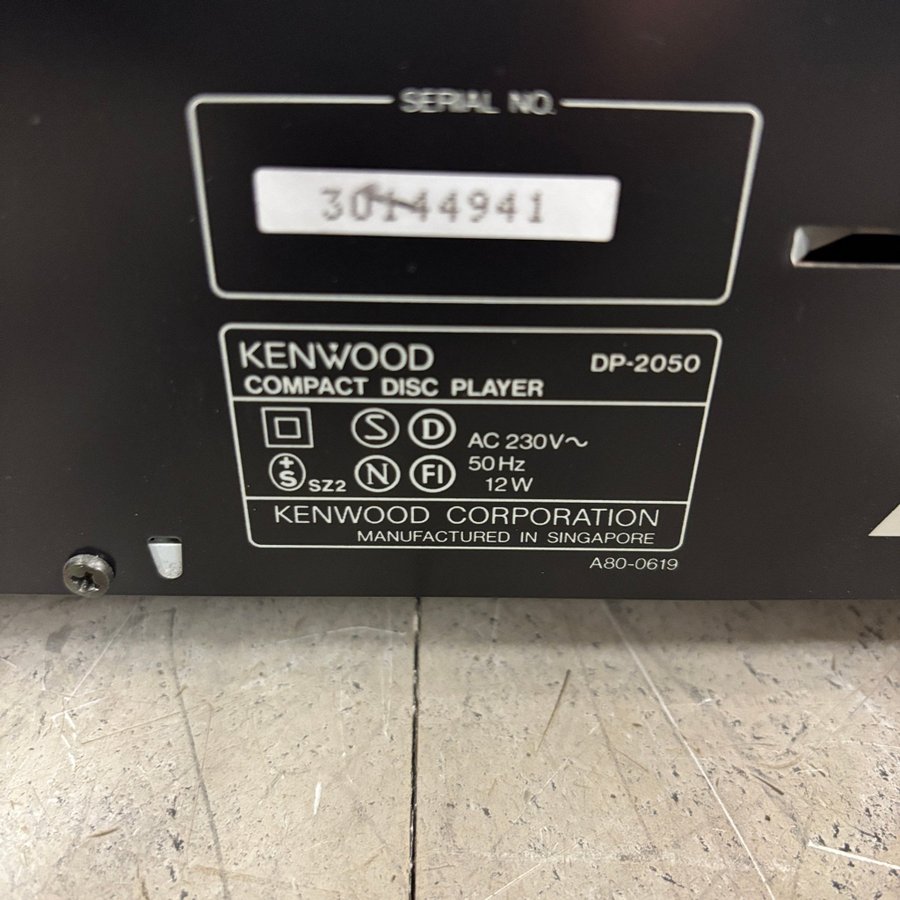 SERIAL NO.
30144941
KENWOOD DP-2050
COMPACT DISC PLAYER
S D AC 230V~
+S SZ2 N FI 50Hz
12W
KENWOOD CORPORATION
MANUFACTURED IN SINGAPORE
A80-0619